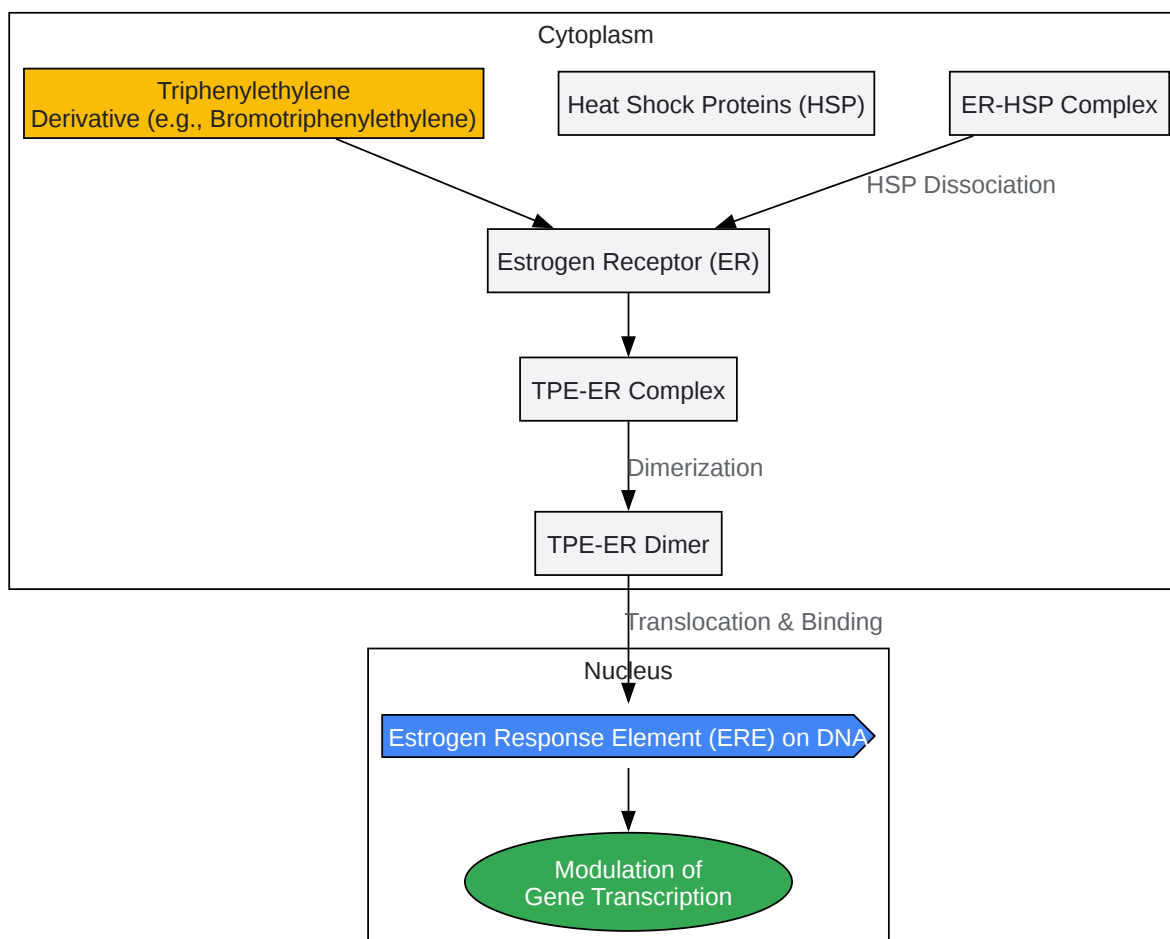 Cytoplasm
Triphenylethylene
Derivative (e.g., Bromotriphenylethylene)
Heat Shock Proteins (HSP)
ER-HSP Complex
HSP Dissociation
Estrogen Receptor (ER)
TPE-ER Complex
Dimerization
TPE-ER Dimer
Translocation & Binding
Nucleus
Estrogen Response Element (ERE) on DNA
Modulation of
Gene Transcription